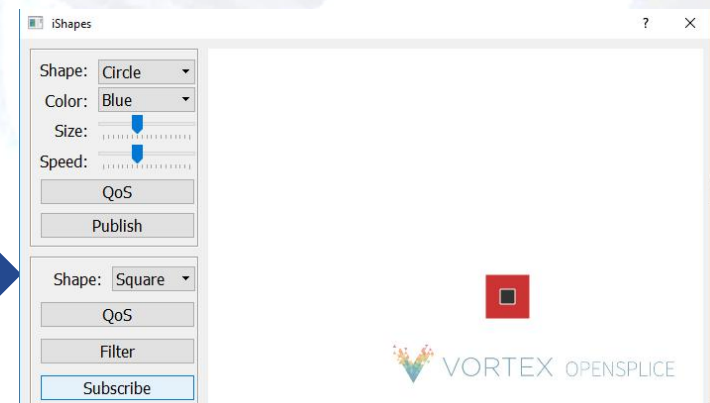 iShapes ?
Shape: Circle
Color: Blue
Size:
Speed:
QoS
Publish
Shape: Square
QoS
Filter
Subscribe
VORTEX OPENSPLICE